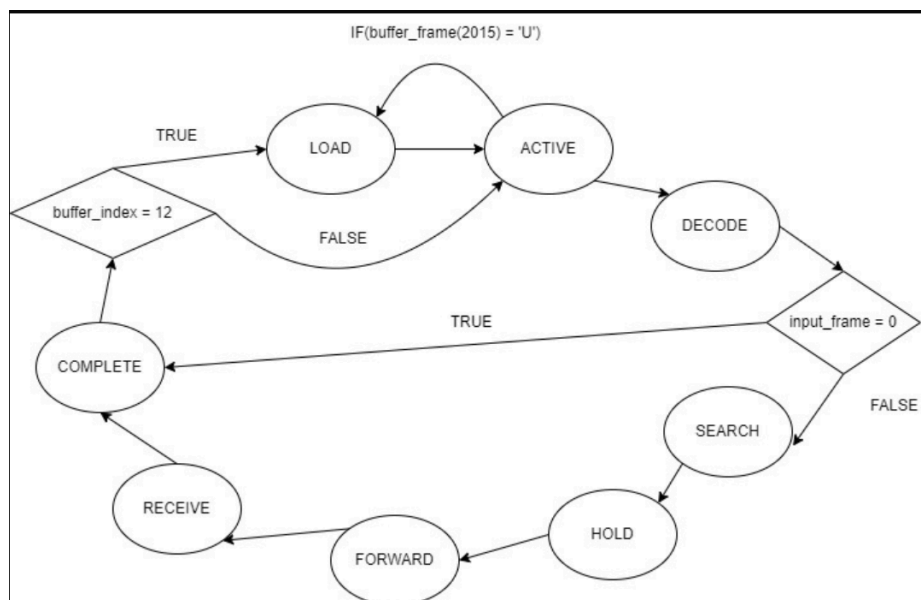 IF(buffer_frame(2015) = 'U')
TRUE
LOAD
ACTIVE
buffer_index = 12
FALSE
DECODE
TRUE
input_frame = 0
COMPLETE
FALSE
SEARCH
RECEIVE
HOLD
FORWARD